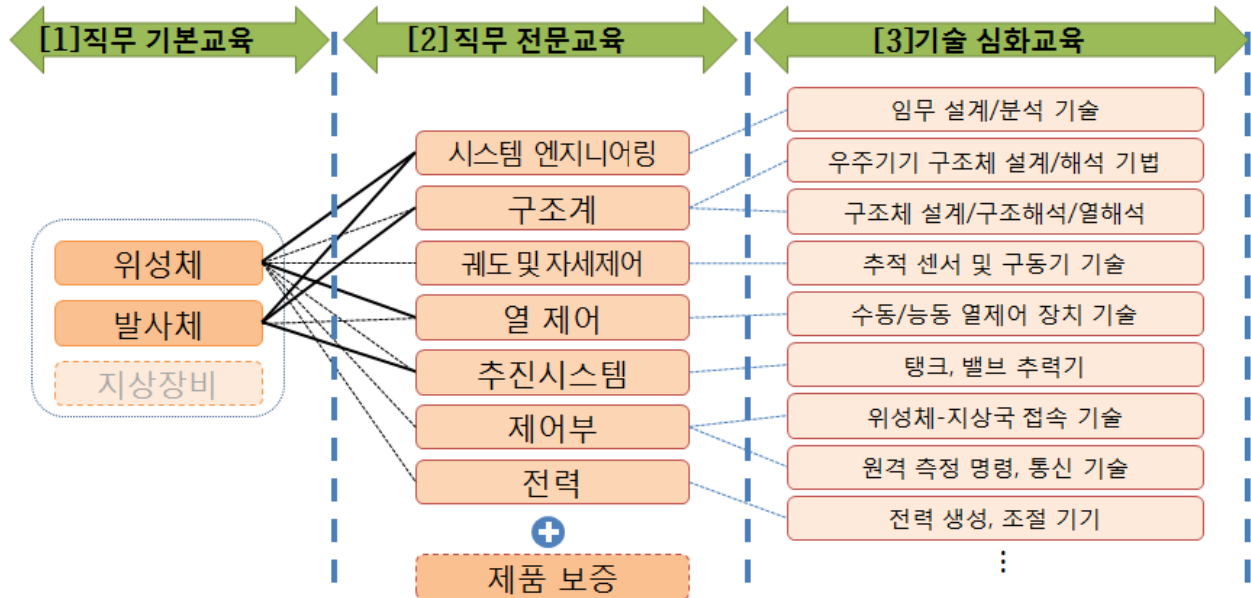 [1]직무 기본교육
[2]직무 전문교육
[3]기술 심화교육
위성체
발사체
지상장비
시스템 엔지니어링
구조계
궤도 및 자세제어
열 제어
추진시스템
제어부
전력
제품 보증
임무 설계/분석 기술
우주기기 구조체 설계/해석 기법
구조체 설계/구조해석/열해석
추적 센서 및 구동기 기술
수동/능동 열제어 장치 기술
탱크, 밸브 추력기
위성체-지상국 접속 기술
원격 측정 명령, 통신 기술
전력 생성, 조절 기기
⋮